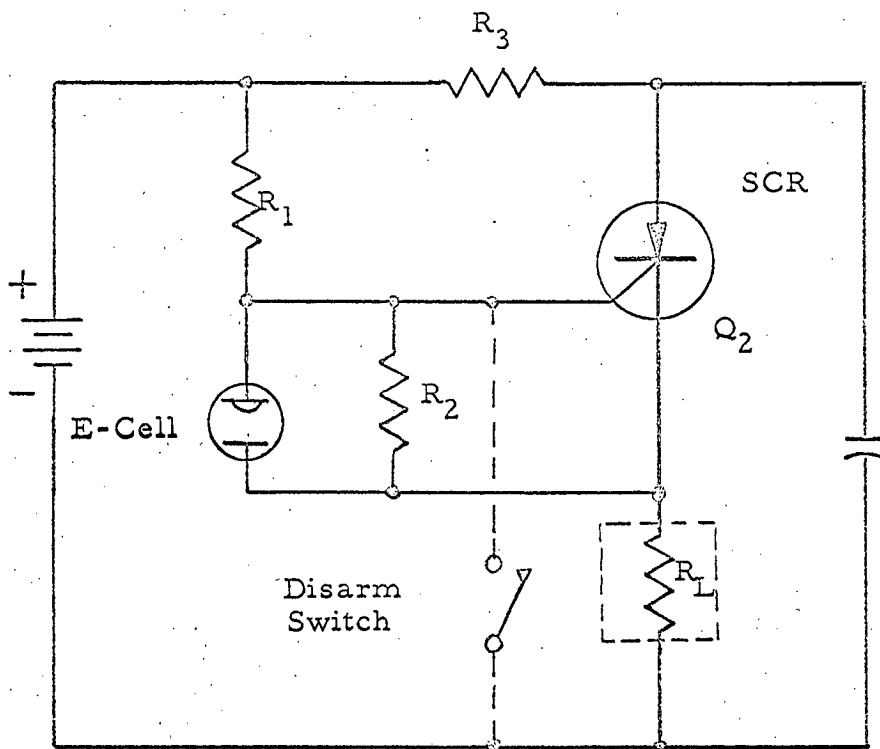 R3
R1
SCR
+
Q2
-
R2
E-Cell
RL
Disarm
Switch